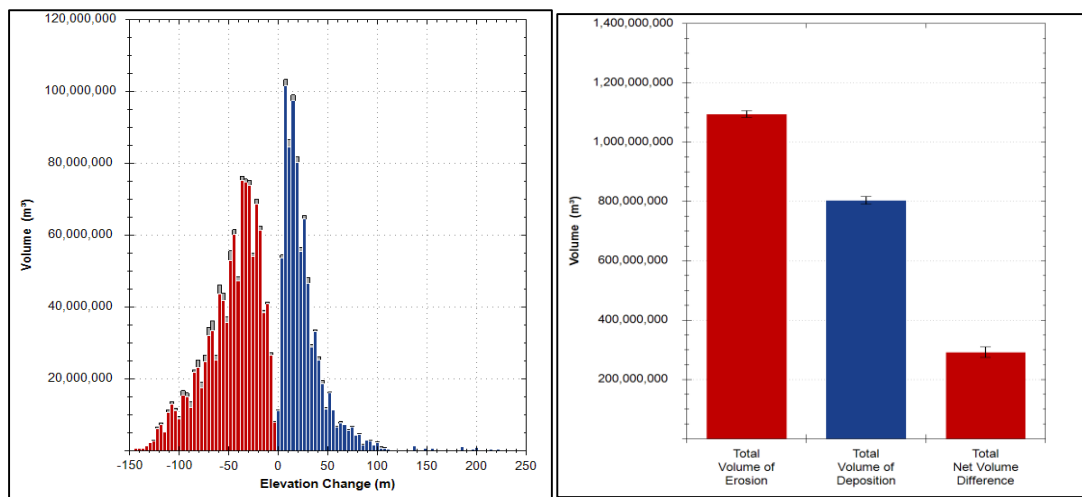 120,000,000
100,000,000
80,000,000
60,000,000
40,000,000
20,000,000
Volume (m³)
-150 -100 -50 0 50 100 150 200 250
Elevation Change (m)
1,400,000,000
1,200,000,000
1,000,000,000
800,000,000
600,000,000
400,000,000
200,000,000
Volume (m³)
Total
Volume of
Erosion
Total
Volume of
Deposition
Total
Net Volume
Difference